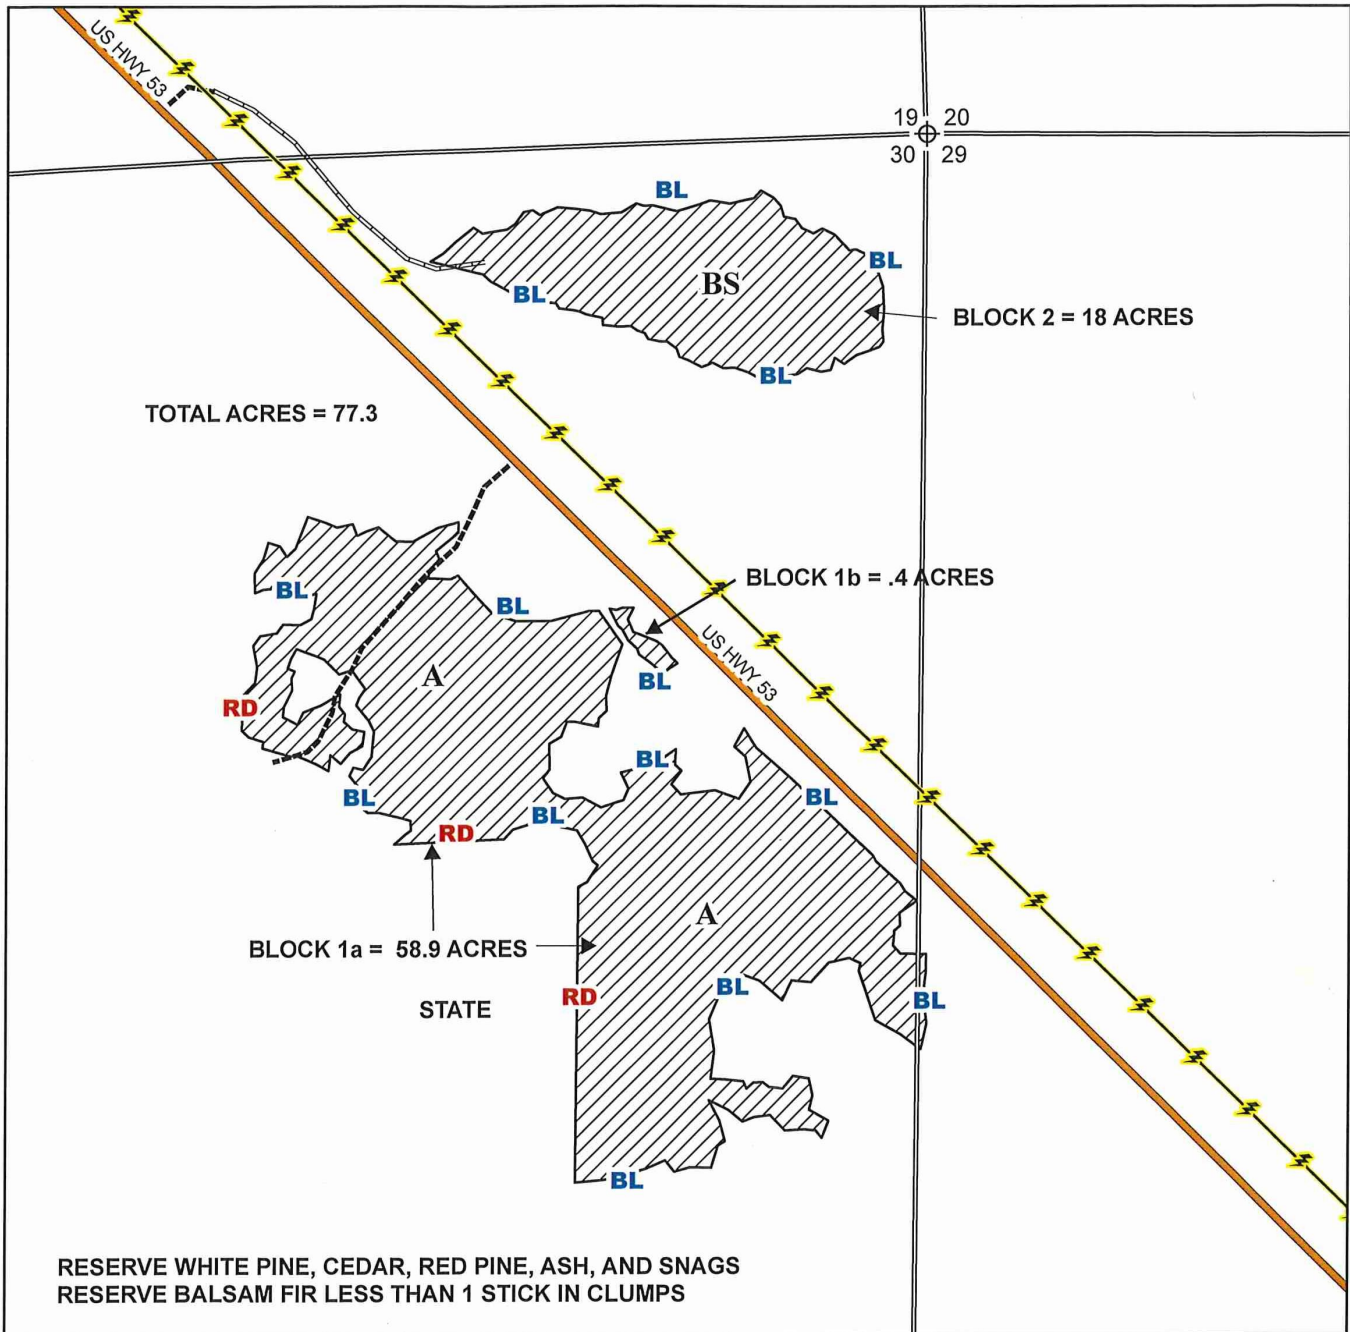 US HWY 53
19 20
30 29
BL
BL
BS
BL
BLOCK 2 = 18 ACRES
BL
TOTAL ACRES = 77.3
BLOCK 1b = .4 ACRES
BL
BL
US HWY 53
A
BL
RD
BL
BL
BL
BL
RD
A
BLOCK 1a = 58.9 ACRES
BL
RD
BL
STATE
BL
RESERVE WHITE PINE, CEDAR, RED PINE, ASH, AND SNAGS
RESERVE BALSAM FIR LESS THAN 1 STICK IN CLUMPS